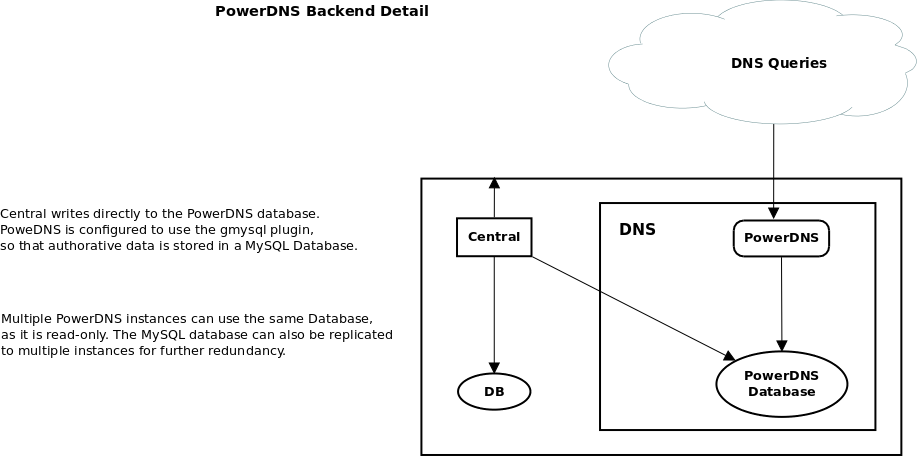 PowerDNS Backend Detail
DNS Queries
Central writes directly to the PowerDNS database.
PoweDNS is configured to use the gmysql plugin,
so that authorative data is stored in a MySQL Database.
Multiple PowerDNS instances can use the same Database,
as it is read-only. The MySQL database can also be replicated
to multiple instances for further redundancy.
Central
DB
DNS
PowerDNS
PowerDNS
Database